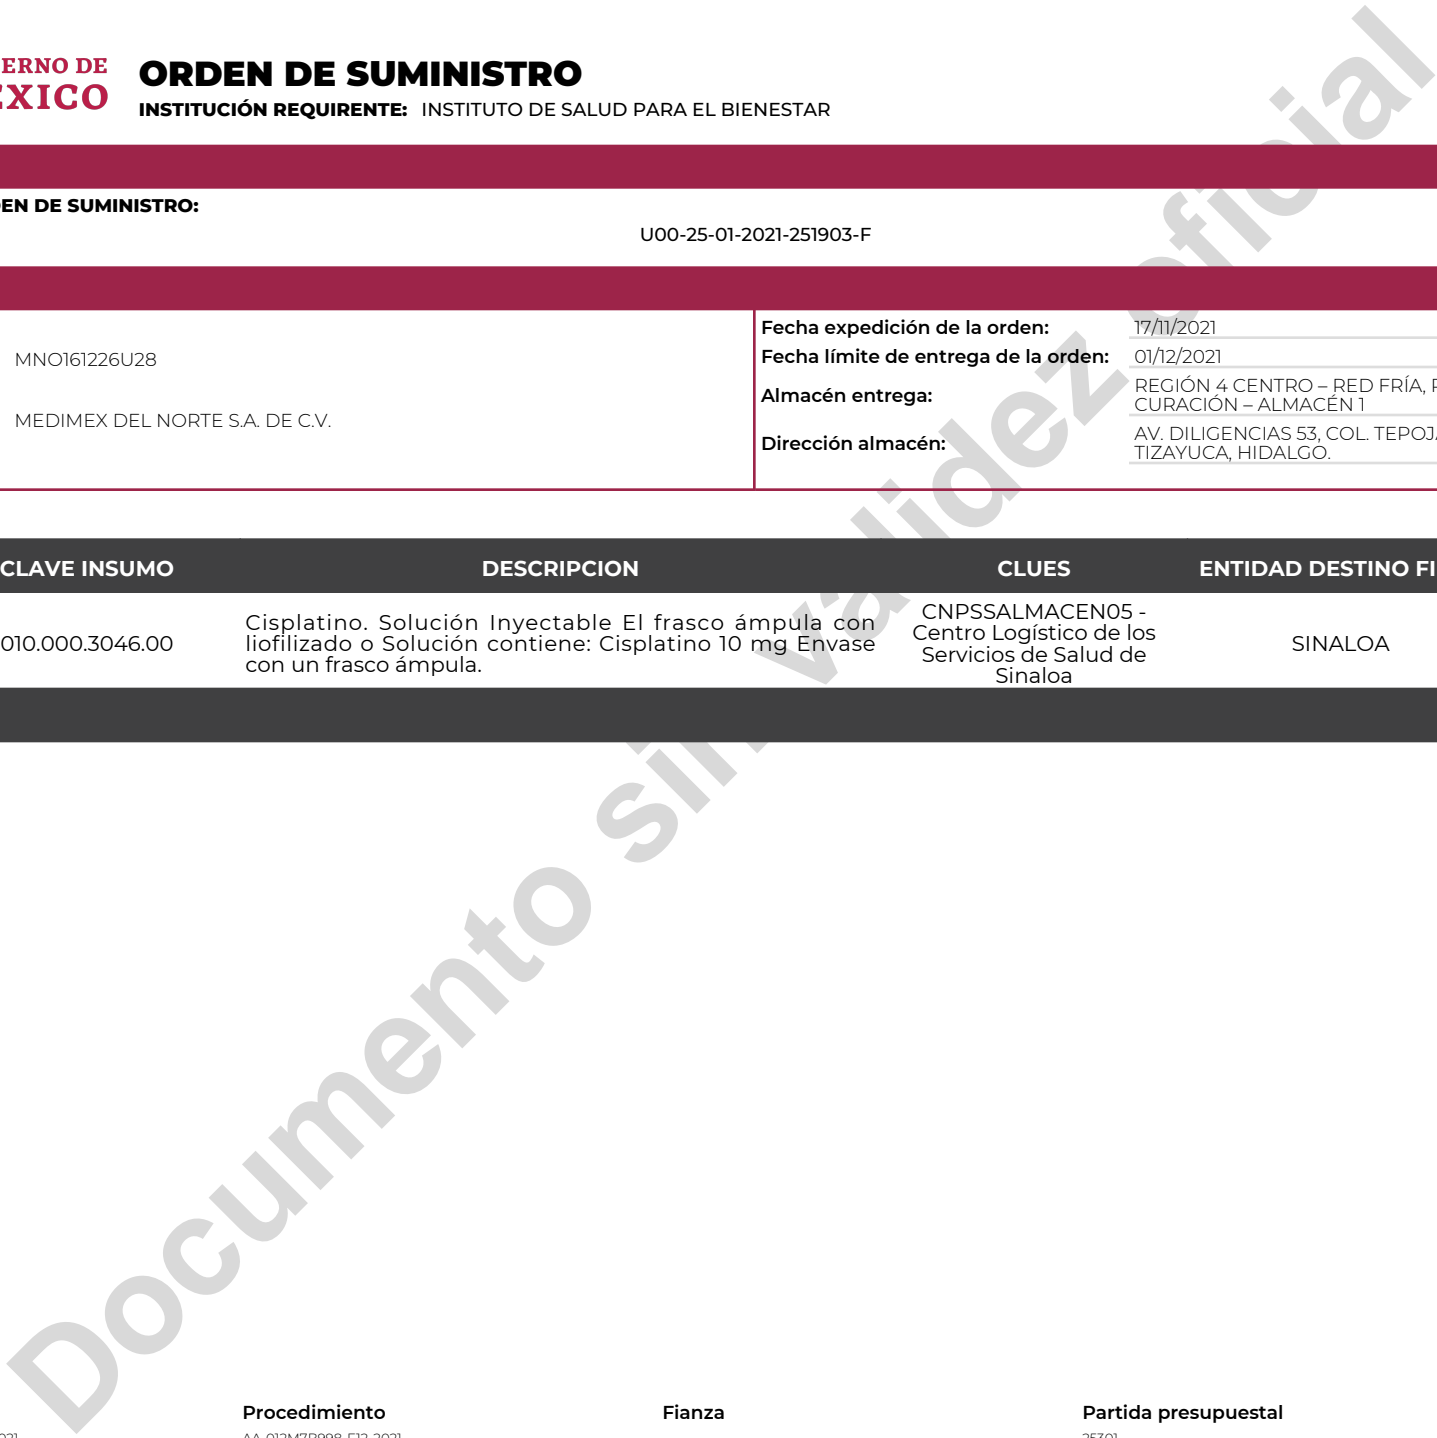 ERNO DE
ORDEN DE SUMINISTRO
XICO
INSTITUCIÓN REQUIRENTE: INSTITUTO DE SALUD PARA EL BIENESTAR
EN DE SUMINISTRO:
U00-25-01-2021-251903-F
MNO161226U28
MEDIMEX DEL NORTE S.A. DE C.V.
Fecha expedición de la orden: 17/11/2021
Fecha límite de entrega de la orden: 01/12/2021
Almacén entrega: REGIÓN 4 CENTRO – RED FRÍA,
CURACIÓN – ALMACÉN 1
Dirección almacén: AV. DILIGENCIAS 53, COL. TEPOJ
TIZAYUCA, HIDALGO.
CLAVE INSUMO DESCRIPCION CLUES ENTIDAD DESTINO FI
010.000.3046.00
Cisplatino. Solución Inyectable El frasco ámpula con
liofilizado o Solución contiene: Cisplatino 10 mg Envase
con un frasco ámpula.
CNPSSALMACEN05 -
Centro Logístico de los
Servicios de Salud de
Sinaloa
SINALOA
Documento sin validez oficial
Procedimiento Fianza Partida presupuestal